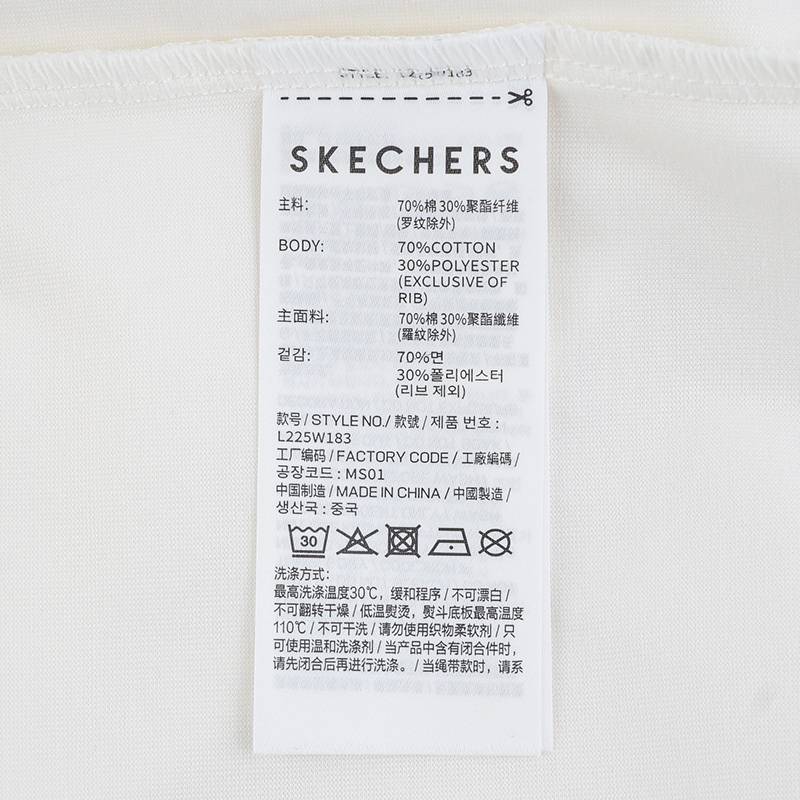 STYLE: L225W183
SKECHERS
主料: 70%棉 30%聚酯纤维
(罗纹除外)
BODY: 70%COTTON
30%POLYESTER
(EXCLUSIVE OF
RIB)
主面料: 70%棉 30%聚酯纖維
(羅紋除外)
겉감: 70%면
30%폴리에스터
(리브 제외)
款号 / STYLE NO./ 款號 / 제품 번호 :
L225W183
工厂编码 / FACTORY CODE / 工廠編碼 /
공장코드 : MS01
中国制造 / MADE IN CHINA / 中國製造 /
생산국 : 중국
30
洗涤方式:
最高洗涤温度30℃，缓和程序 / 不可漂白 /
不可翻转干燥 / 低温熨烫，熨斗底板最高温度
110℃ / 不可干洗 / 请勿使用织物柔软剂 / 只
可使用温和洗涤剂 / 当产品中含有闭合件时，
请先闭合后再进行洗涤。 / 当绳带款时，请系